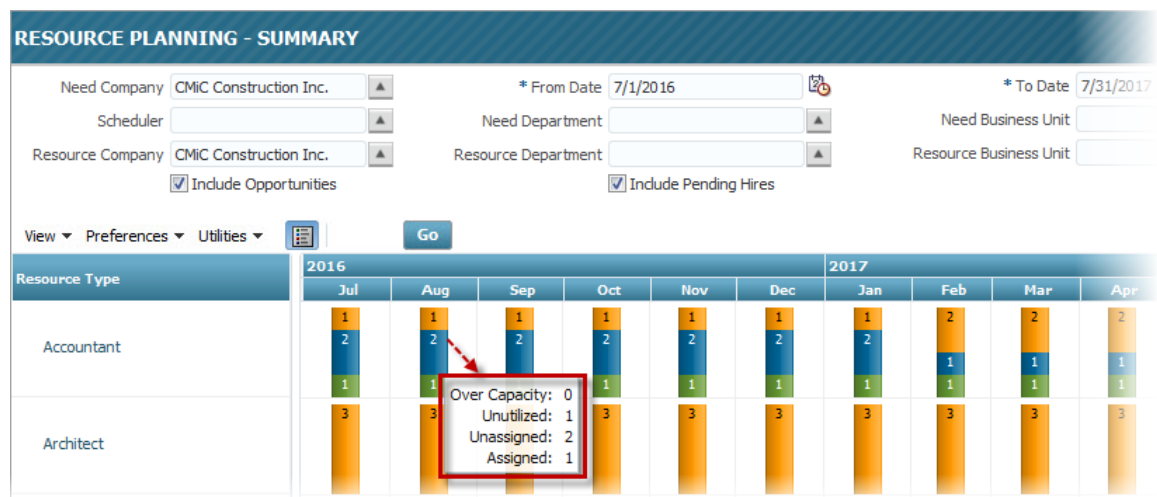 RESOURCE PLANNING - SUMMARY
Need Company CMiC Construction Inc. * From Date 7/1/2016 * To Date 7/31/2017
Scheduler Need Department Need Business Unit
Resource Company CMiC Construction Inc. Resource Department Resource Business Unit
Include Opportunities Include Pending Hires
View Preferences Utilities Go
Resource Type 2016 2017
Jul Aug Sep Oct Nov Dec Jan Feb Mar Apr
Accountant
1 1 1 1 1 1 1 2 2 2
2 2 2 2 2 2 2 1 1 1
1 1 1 1 1 1 1 1 1
Over Capacity: 0
Unutilized: 1
Unassigned: 2
Assigned: 1
Architect
3 3 3 3 3 3 3 3 3